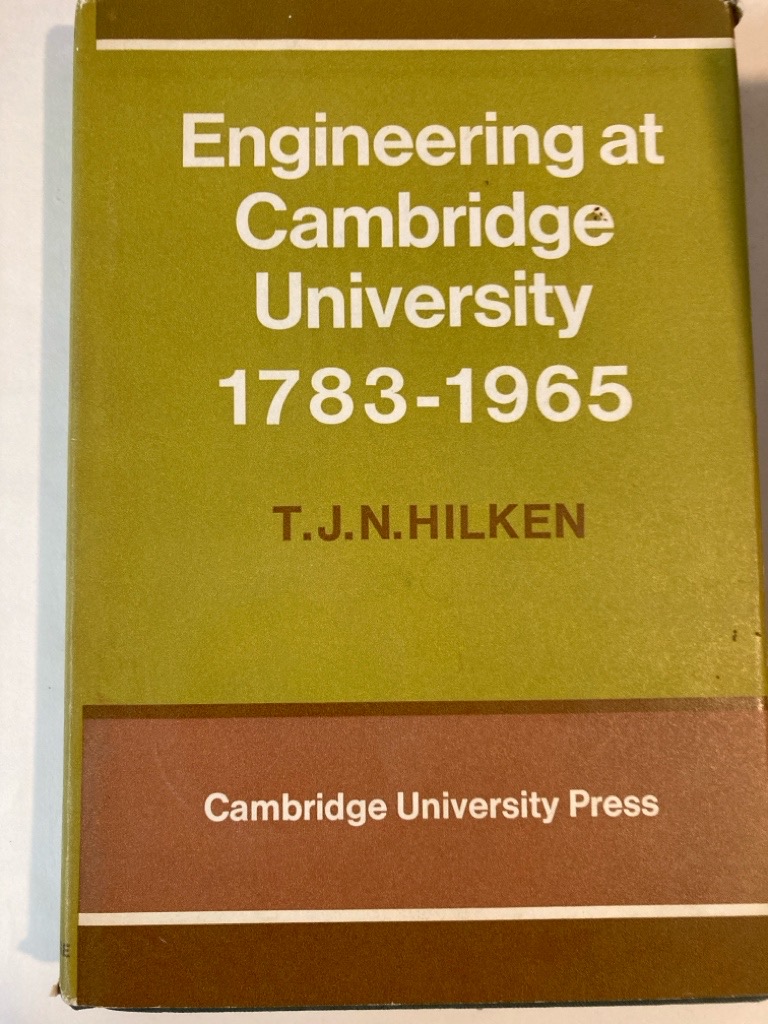 Engineering at
Cambridge
University
1783-1965
T.J.N.HILKEN
Cambridge University Press
E